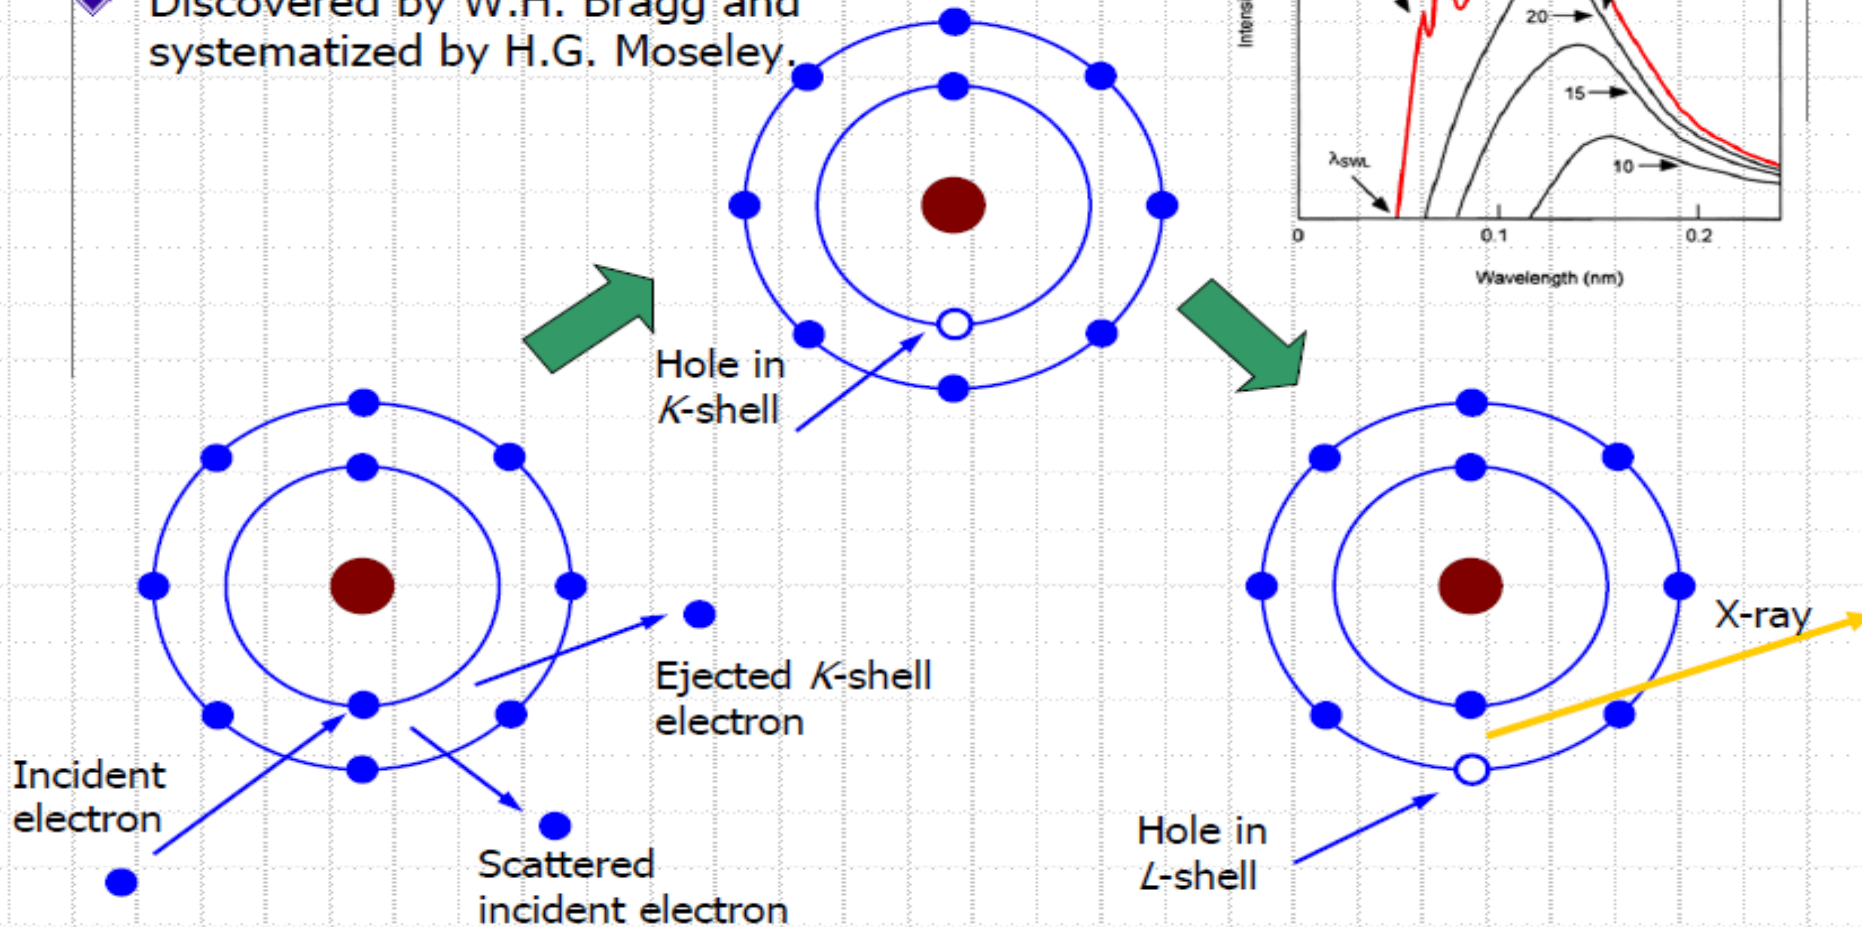 Discovered by W.H. Bragg and
systematized by H.G. Moseley.
20
15
10
λSWL
0
0.1
0.2
Wavelength (nm)
Hole in
K-shell
Ejected K-shell
electron
Incident
electron
Scattered
incident electron
X-ray
Hole in
L-shell